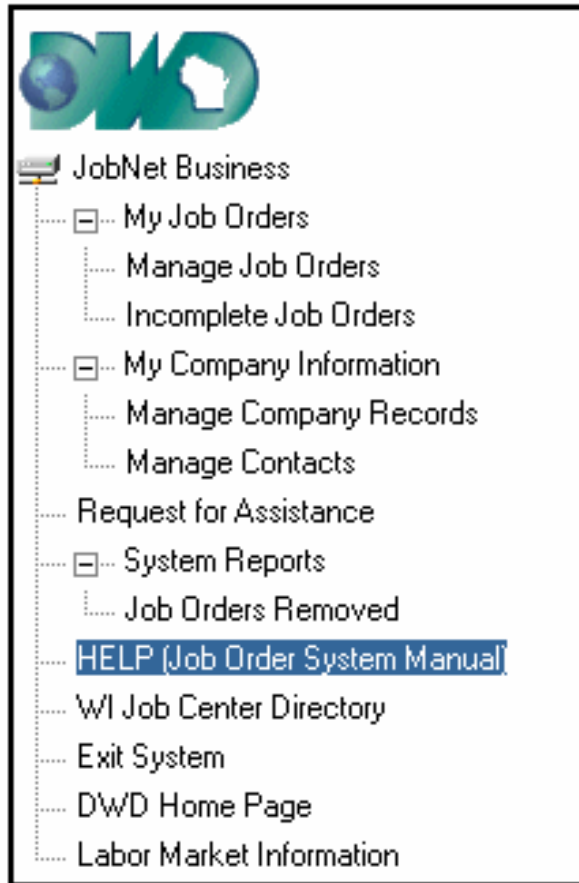 DWD
JobNet Business
My Job Orders
Manage Job Orders
Incomplete Job Orders
My Company Information
Manage Company Records
Manage Contacts
Request for Assistance
System Reports
Job Orders Removed
HELP (Job Order System Manual)
WI Job Center Directory
Exit System
DWD Home Page
Labor Market Information